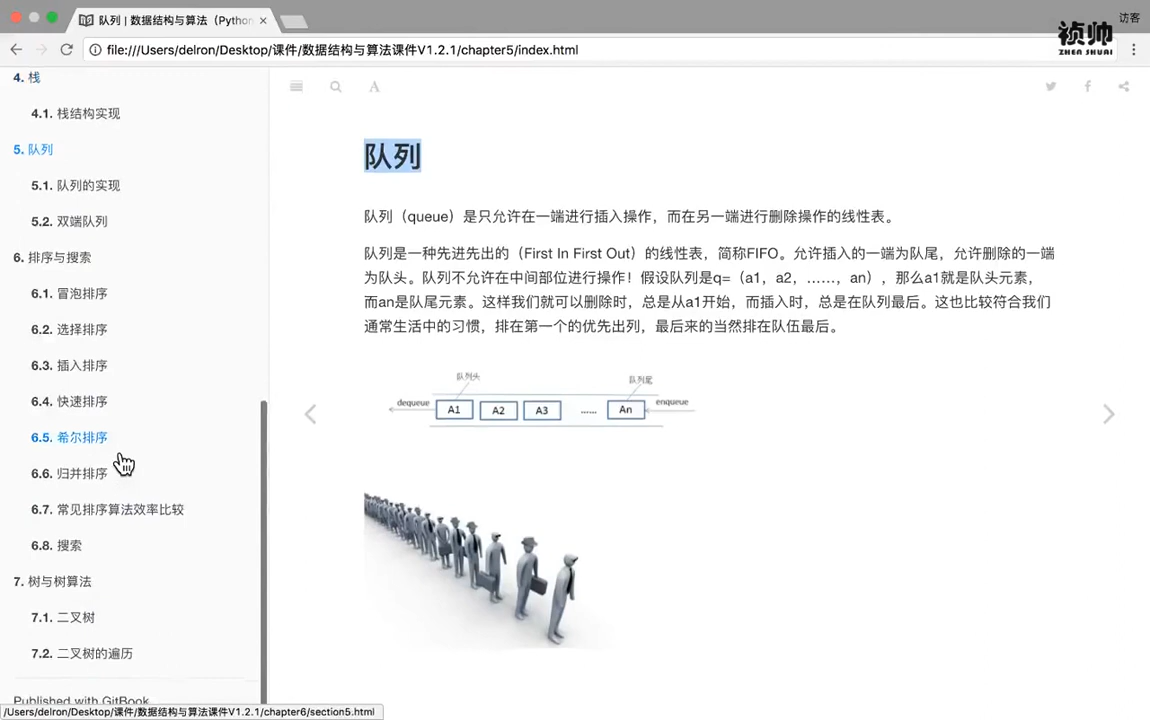 队列 | 数据结构与算法（Python
访客
file:///Users/delron/Desktop/课件/数据结构与算法课件V1.2.1/chapter5/index.html
祯帅
ZHEN SHUAI
4. 栈
4.1. 栈结构实现
5. 队列
5.1. 队列的实现
5.2. 双端队列
6. 排序与搜索
6.1. 冒泡排序
6.2. 选择排序
6.3. 插入排序
6.4. 快速排序
6.5. 希尔排序
6.6. 归并排序
6.7. 常见排序算法效率比较
6.8. 搜索
7. 树与树算法
7.1. 二叉树
7.2. 二叉树的遍历
Published with GitBook
/Users/delron/Desktop/课件/数据结构与算法课件V1.2.1/chapter6/section5.html
A
队列
队列（queue）是只允许在一端进行插入操作，而在另一端进行删除操作的线性表。
队列是一种先进先出的（First In First Out）的线性表，简称FIFO。允许插入的一端为队尾，允许删除的一端
为队头。队列不允许在中间部位进行操作！假设队列是q=（a1，a2，……，an），那么a1就是队头元素，
而an是队尾元素。这样我们就可以删除时，总是从a1开始，而插入时，总是在队列最后。这也比较符合我们
通常生活中的习惯，排在第一个的优先出列，最后来的当然排在队伍最后。
队列头 队列尾
dequeue A1 A2 A3 …… An enqueue